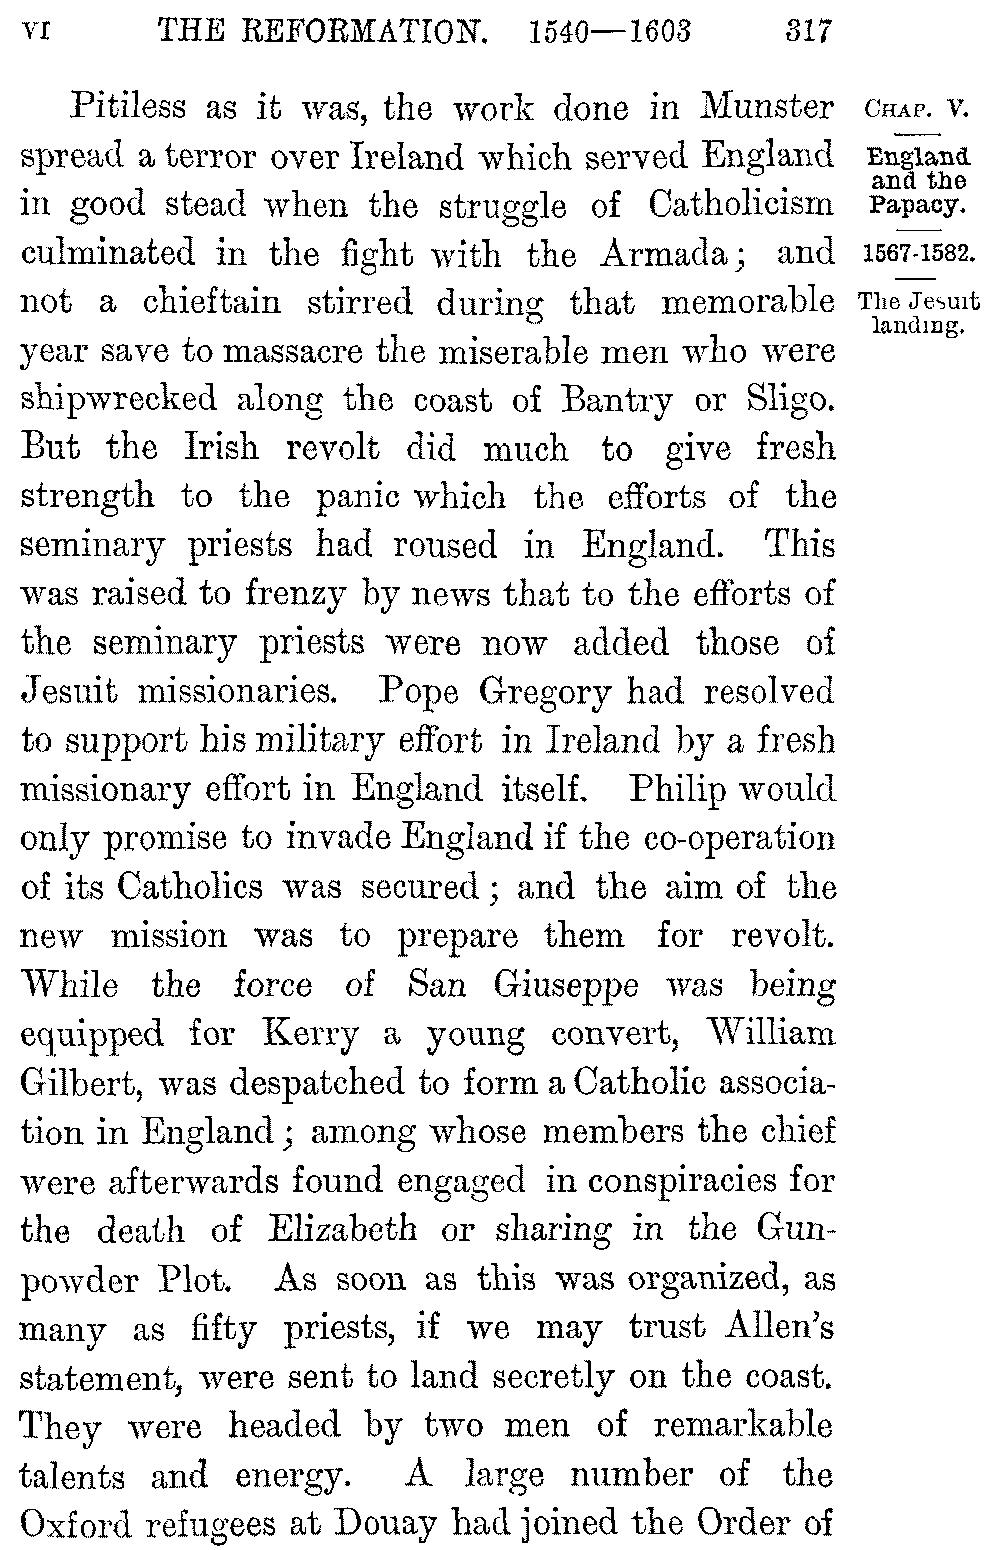 VI THE REFORMATION. 1540—1603 317
Pitiless as it was, the work done in Munster
spread a terror over Ireland which served England
in good stead when the struggle of Catholicism
culminated in the fight with the Armada; and
not a chieftain stirred during that memorable
year save to massacre the miserable men who were
shipwrecked along the coast of Bantry or Sligo.
But the Irish revolt did much to give fresh
strength to the panic which the efforts of the
seminary priests had roused in England. This
was raised to frenzy by news that to the efforts of
the seminary priests were now added those of
Jesuit missionaries. Pope Gregory had resolved
to support his military effort in Ireland by a fresh
missionary effort in England itself. Philip would
only promise to invade England if the co-operation
of its Catholics was secured; and the aim of the
new mission was to prepare them for revolt.
While the force of San Giuseppe was being
equipped for Kerry a young convert, William
Gilbert, was despatched to form a Catholic associa-
tion in England; among whose members the chief
were afterwards found engaged in conspiracies for
the death of Elizabeth or sharing in the Gun-
powder Plot. As soon as this was organized, as
many as fifty priests, if we may trust Allen's
statement, were sent to land secretly on the coast.
They were headed by two men of remarkable
talents and energy. A large number of the
Oxford refugees at Douay had joined the Order of
CHAP. V.
England
and the
Papacy.
1567-1582.
The Jesuit
landing.